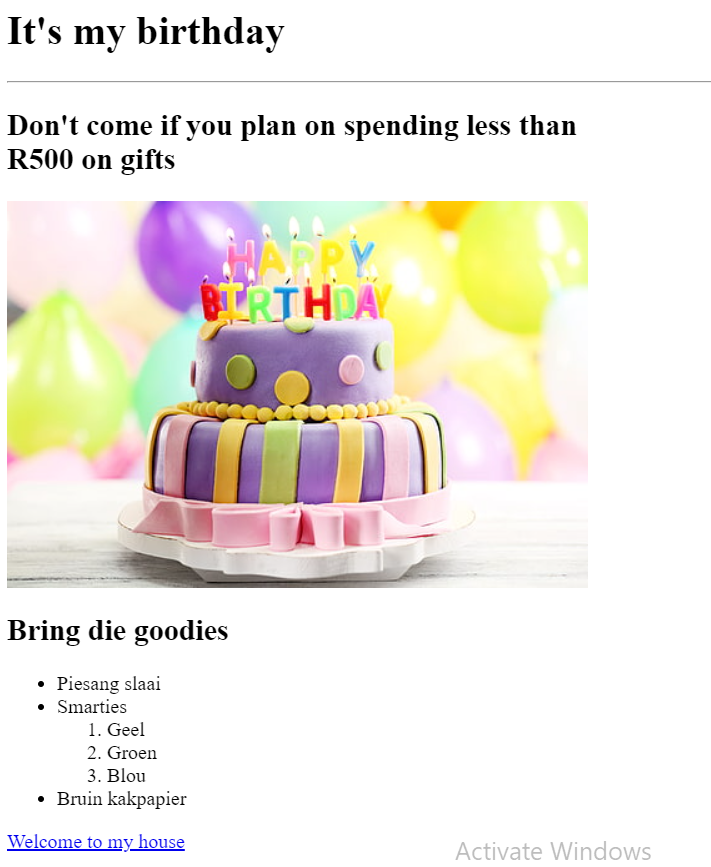 It's my birthday
Don't come if you plan on spending less than
R500 on gifts
HAPPY
BIRTHDAY
Bring die goodies
• Piesang slaai
• Smarties
1. Geel
2. Groen
3. Blou
• Bruin kakpapier
Welcome to my house
Activate Windows